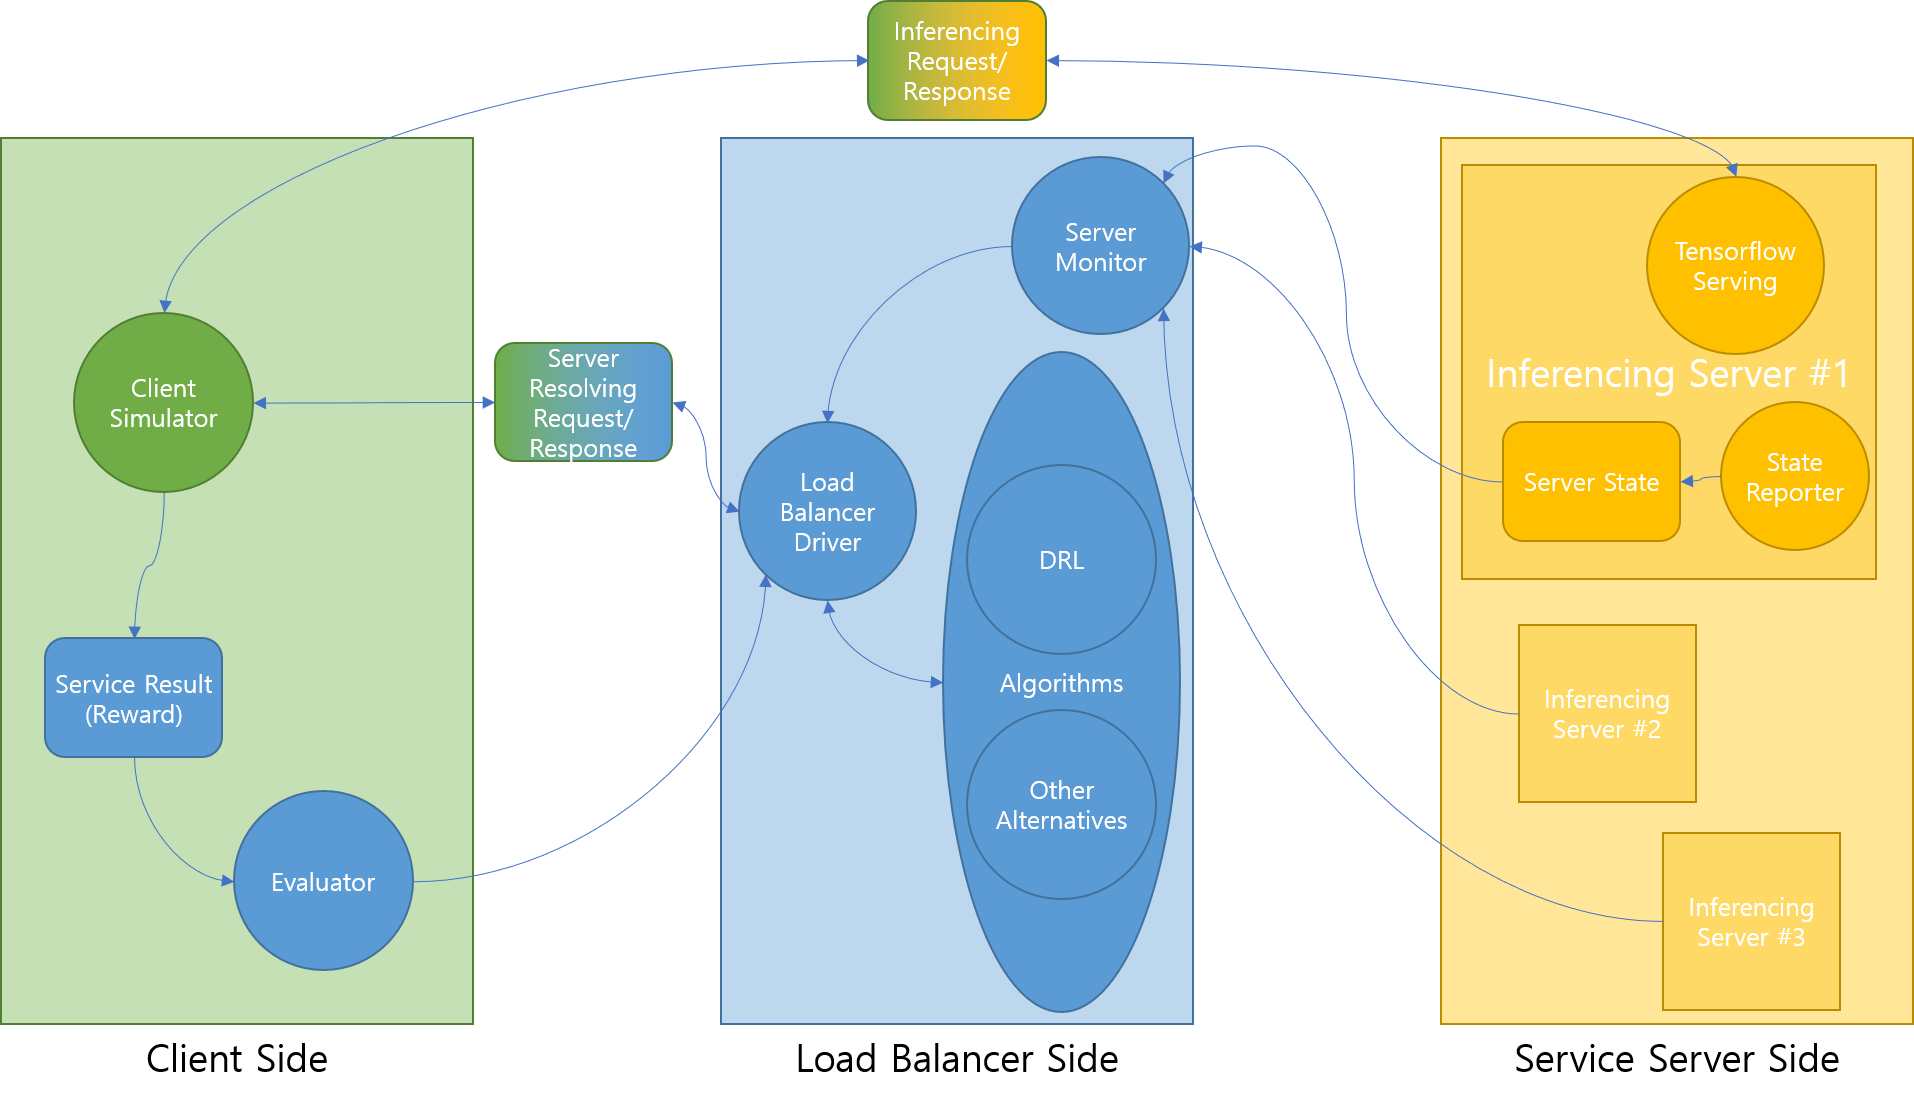 Inferencing
Request/
Response
Client
Simulator
Service Result
(Reward)
Evaluator
Client Side
Server
Resolving
Request/
Response
Server
Monitor
Load
Balancer
Driver
DRL
Algorithms
Other
Alternatives
Load Balancer Side
Tensorflow
Serving
Inferencing Server #1
Server State
State
Reporter
Inferencing
Server #2
Inferencing
Server #3
Service Server Side